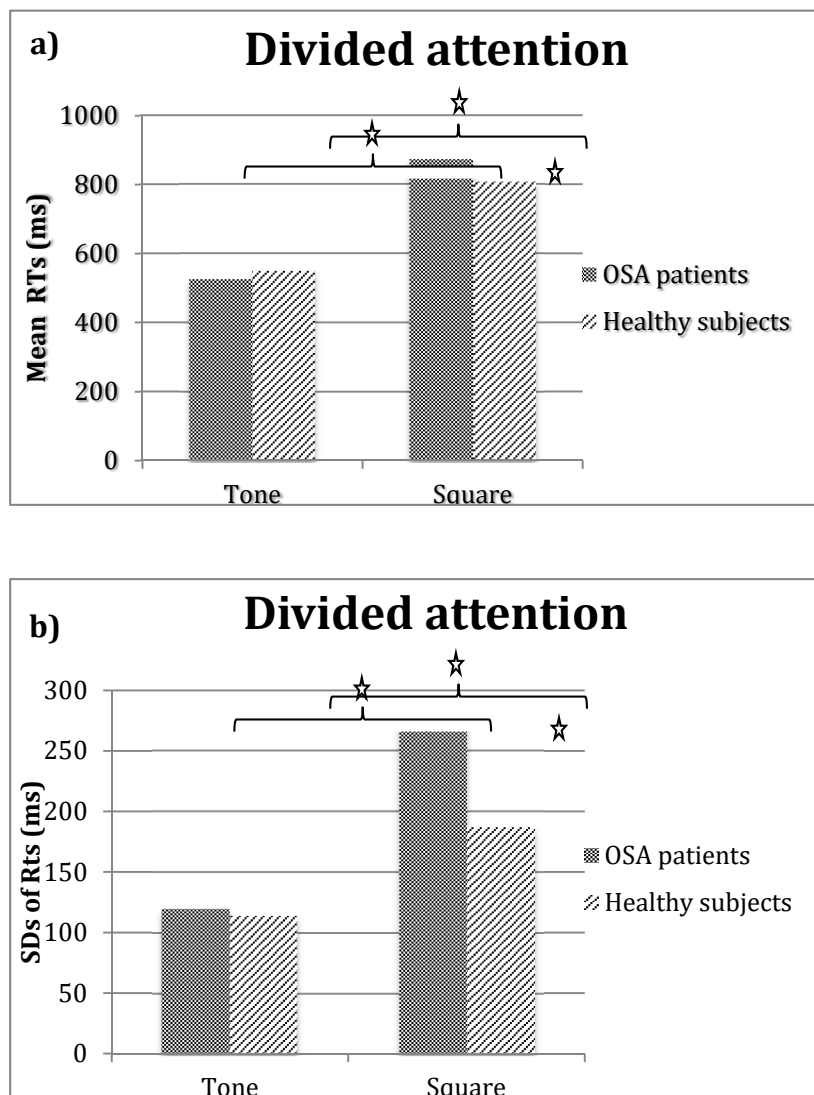 a)
Divided attention
1000
800
600
400
200
0
Mean RTs (ms)
Tone
Square
OSA patients
Healthy subjects
b)
Divided attention
300
250
200
150
100
50
0
SDs of Rts (ms)
Tone
Square
OSA patients
Healthy subjects